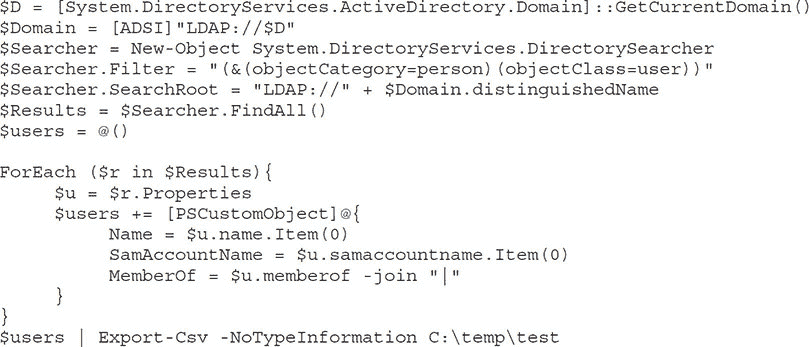 $D = [System.DirectoryServices.ActiveDirectory.Domain]::GetCurrentDomain()
$Domain = [ADSI]"LDAP://$D"
$Searcher = New-Object System.DirectoryServices.DirectorySearcher
$Searcher.Filter = "(&(objectCategory=person)(objectClass=user))"
$Searcher.SearchRoot = "LDAP://" + $Domain.distinguishedName
$Results = $Searcher.FindAll()
$users = @()

ForEach ($r in $Results){
     $u = $r.Properties
     $users += [PSCustomObject]@{
          Name = $u.name.Item(0)
          SamAccountName = $u.samaccountname.Item(0)
          MemberOf = $u.memberof -join "|"
     }
}
$users | Export-Csv -NoTypeInformation C:\temp\test